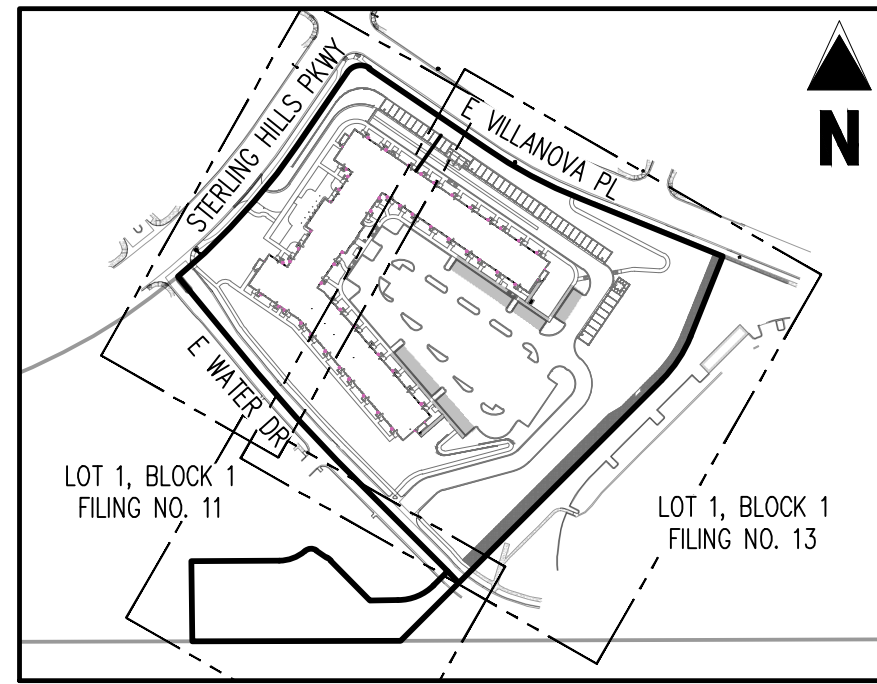 STERLING HILLS PKWY
E VILLANOVA PL
N
E WATER DR
LOT 1, BLOCK 1
FILING NO. 11
LOT 1, BLOCK 1
FILING NO. 13